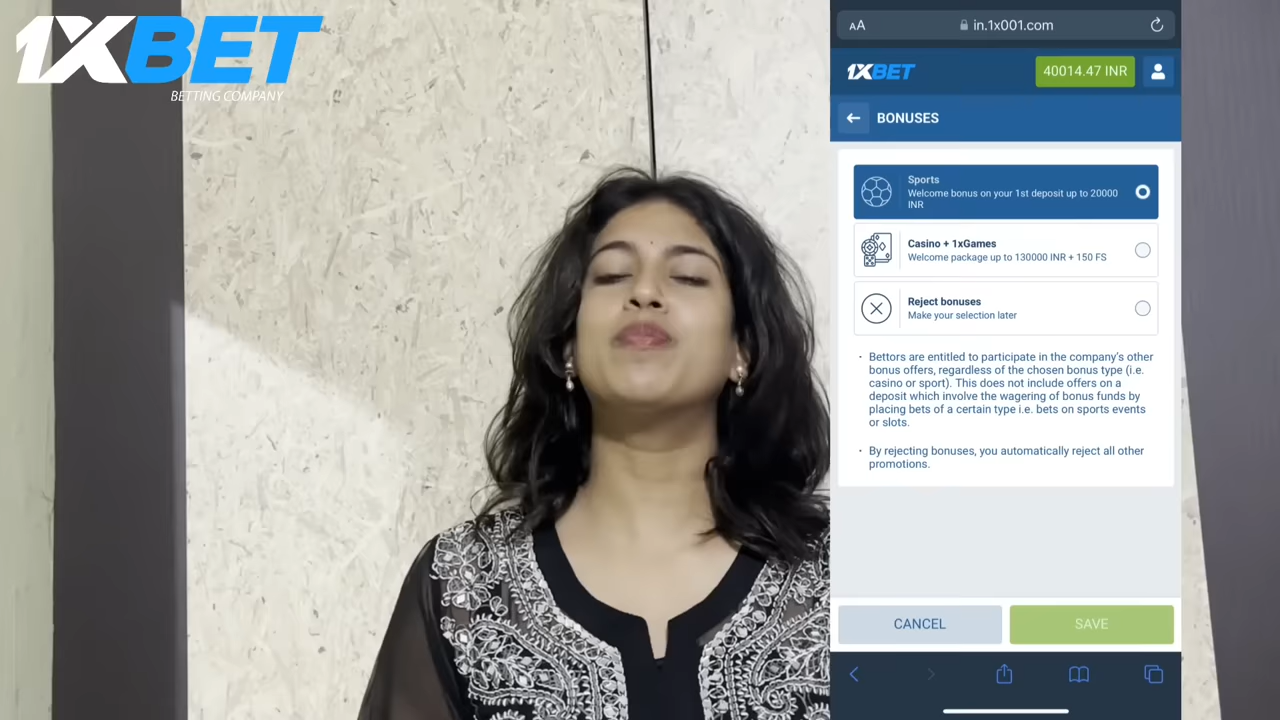 1XBET
BETTING COMPANY
AA
in.1x001.com
1XBET
40014.47 INR
BONUSES
Sports
Welcome bonus on your 1st deposit up to 20000
INR
Casino + 1xGames
Welcome package up to 130000 INR + 150 FS
Reject bonuses
Make your selection later
· Bettors are entitled to participate in the company's other
bonus offers, regardless of the chosen bonus type (i.e.
casino or sport). This does not include offers on a
deposit which involve the wagering of bonus funds by
placing bets of a certain type i.e. bets on sports events
or slots.
· By rejecting bonuses, you automatically reject all other
promotions.
CANCEL
SAVE